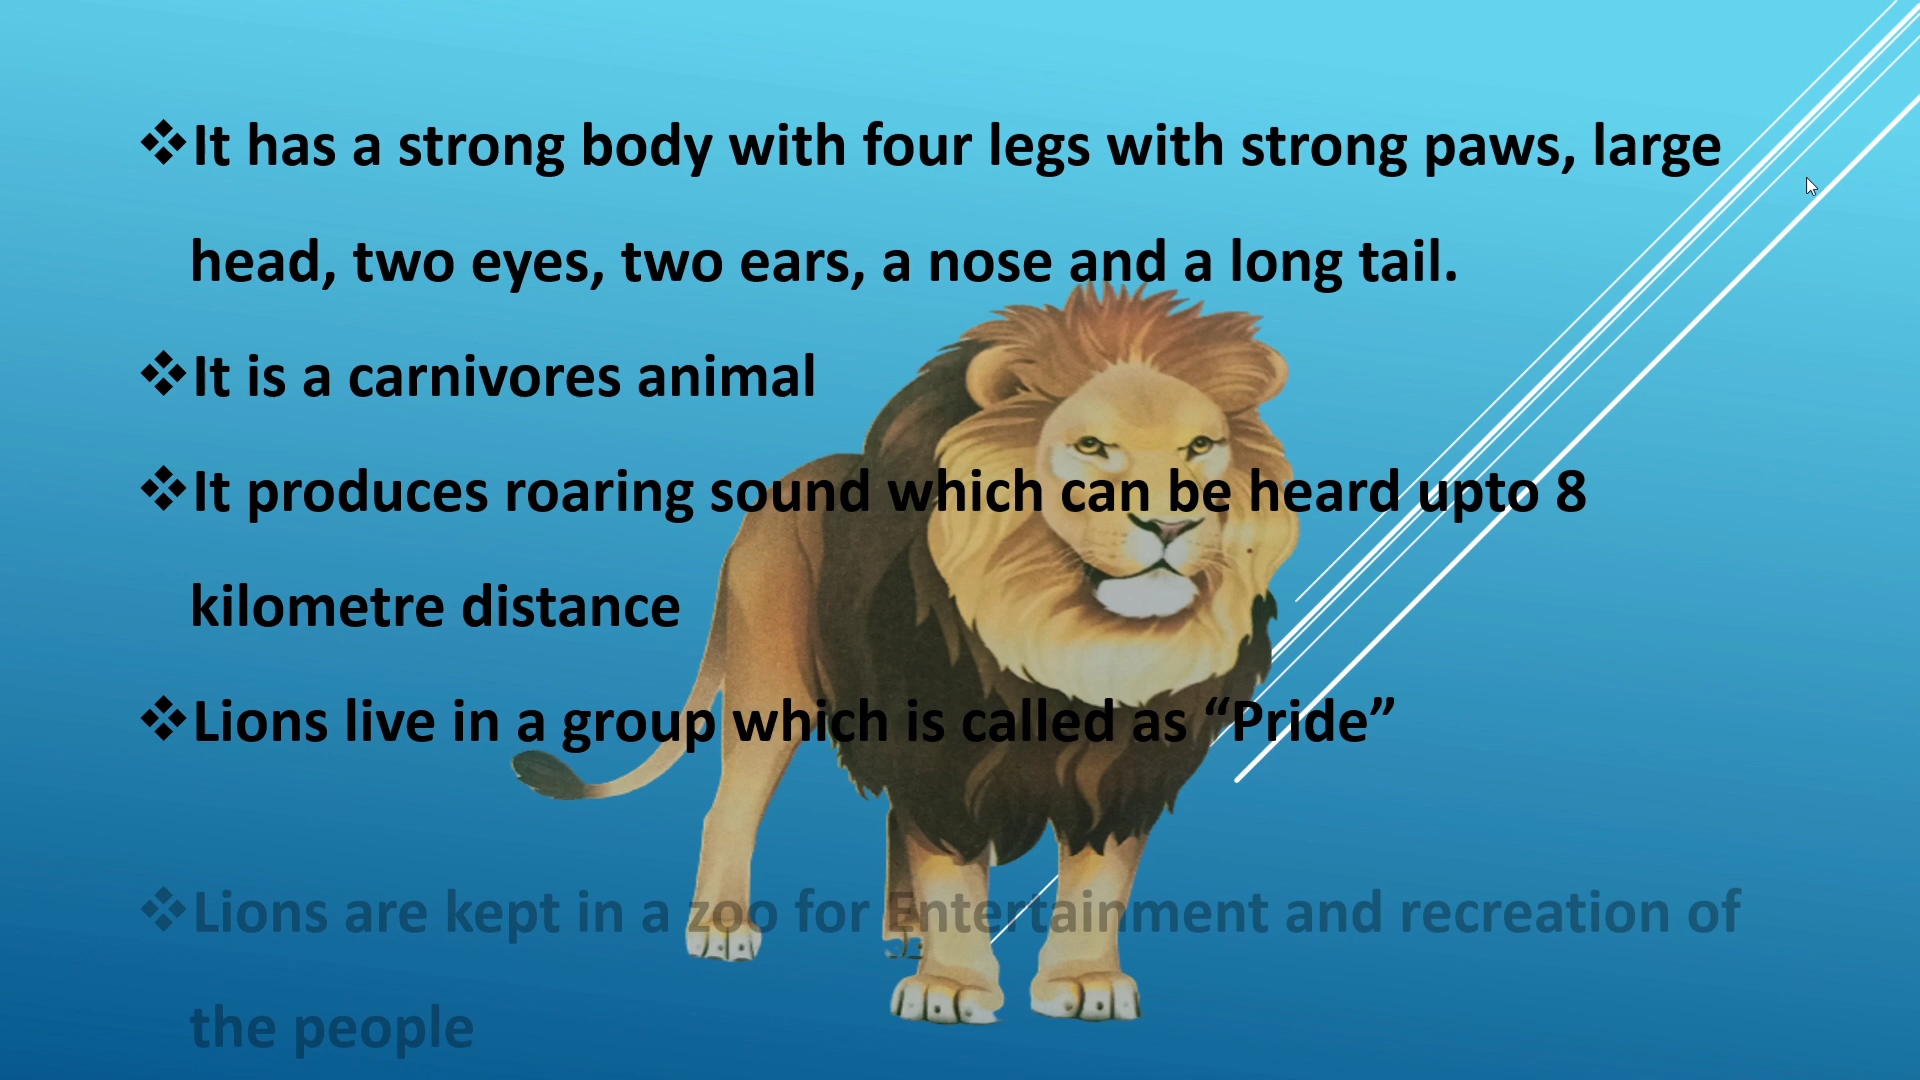 ❖It has a strong body with four legs with strong paws, large
head, two eyes, two ears, a nose and a long tail.
❖It is a carnivores animal
❖It produces roaring sound which can be heard upto 8
kilometre distance
❖Lions live in a group which is called as “Pride”
❖Lions are kept in a zoo for Entertainment and recreation of
the people